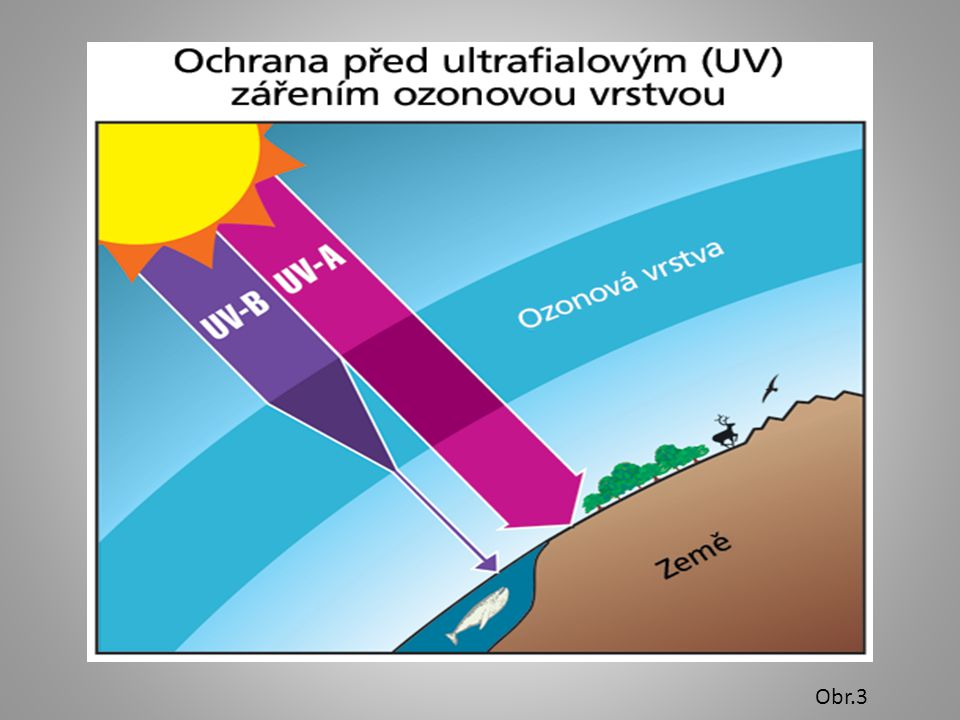 Ochrana před ultrafialovým (UV)
zářením ozonovou vrstvou
UV-B
UV-A
Ozonová vrstva
Země
Obr.3